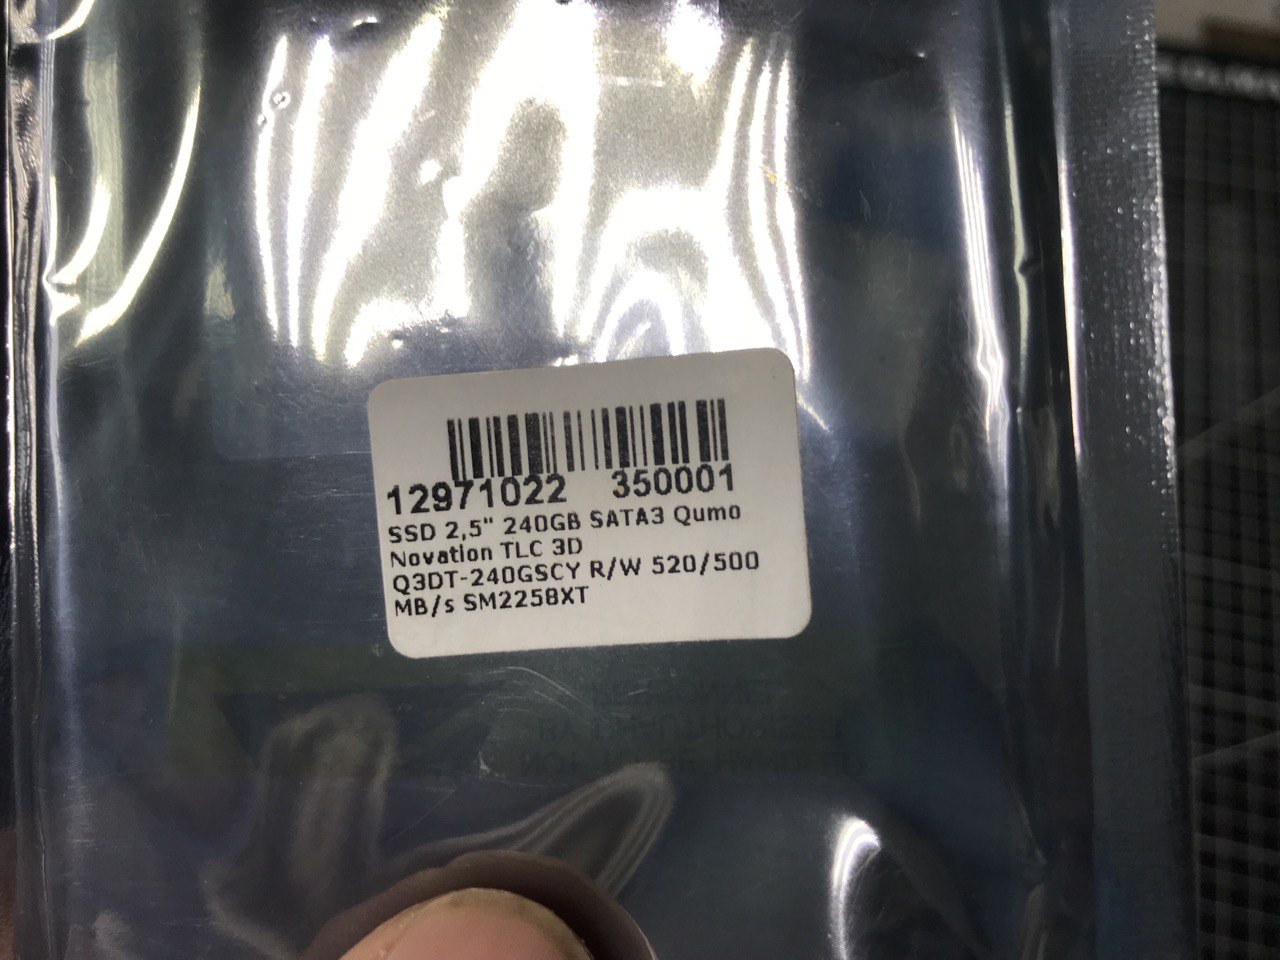 12971022 350001
SSD 2,5" 240GB SATA3 Qumo
Novation TLC 3D
Q3DT-240GSCY R/W 520/500
MB/s SM2258XT